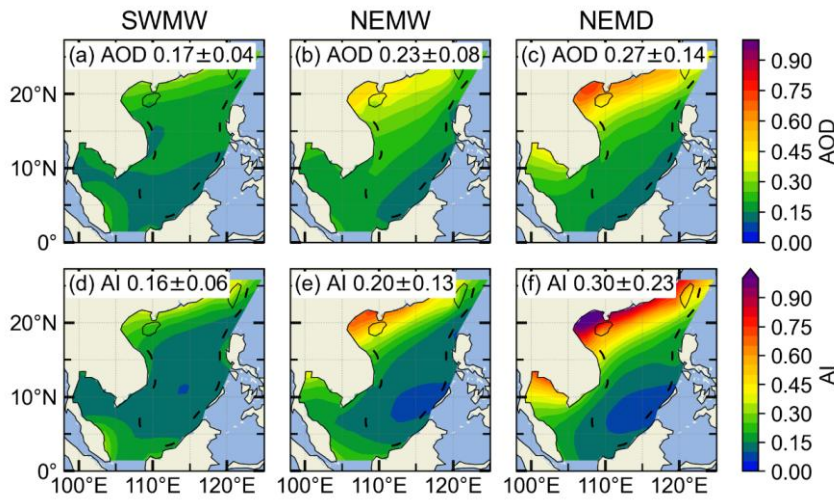 SWMW NEMW NEMD
(a) AOD 0.17±0.04 (b) AOD 0.23±0.08 (c) AOD 0.27±0.14
20°N
10°N
0°
0.90
0.75
0.60
0.45
0.30
0.15
0.00
AOD
(d) AI 0.16±0.06 (e) AI 0.20±0.13 (f) AI 0.30±0.23
20°N
10°N
0°
100°E 110°E 120°E 100°E 110°E 120°E 100°E 110°E 120°E
0.90
0.75
0.60
0.45
0.30
0.15
0.00
AI